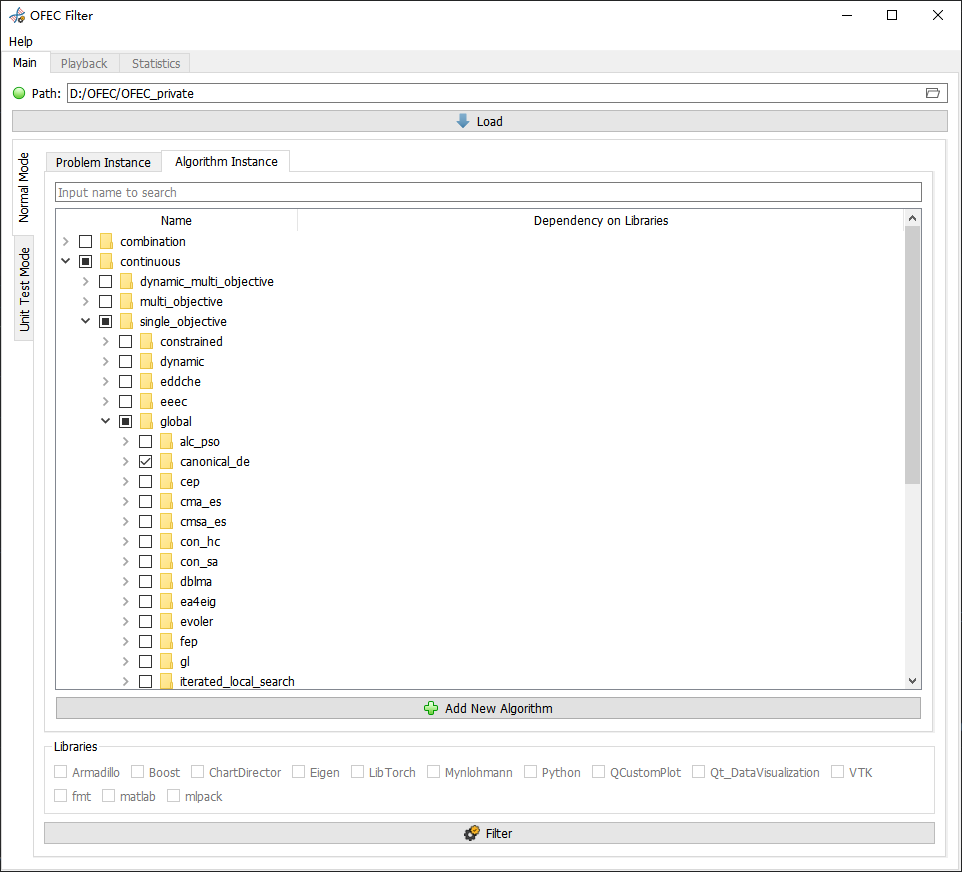 OFEC Filter
Help
Main Playback Statistics
Path: D:/OFEC/OFEC_private
Load
Normal Mode
Unit Test Mode
Problem Instance Algorithm Instance
Input name to search
Name Dependency on Libraries
combination
continuous
dynamic_multi_objective
multi_objective
single_objective
constrained
dynamic
eddche
eeec
global
alc_pso
canonical_de
cep
cma_es
cmsa_es
con_hc
con_sa
dblma
ea4eig
evoler
fep
gl
iterated_local_search
Add New Algorithm
Libraries
Armadillo Boost ChartDirector Eigen LibTorch Mynlohmann Python QCustomPlot Qt_DataVisualization VTK
fmt matlab mlpack
Filter